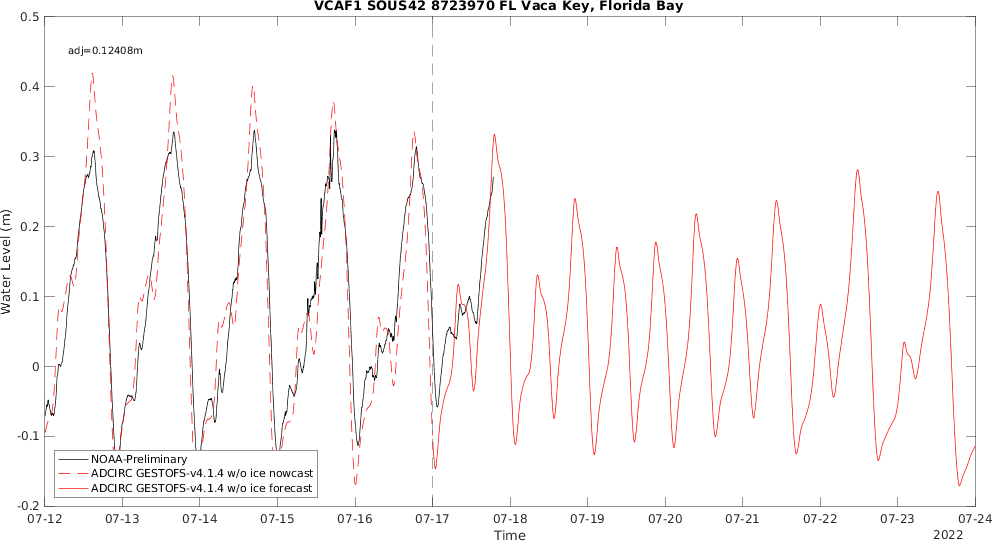 VCAF1 SOUS42 8723970 FL Vaca Key, Florida Bay
adj=0.12408m
0.5
0.4
0.3
0.2
0.1
0
-0.1
-0.2
Water Level (m)
NOAA-Preliminary
ADCIRC GESTOFS-v4.1.4 w/o ice nowcast
ADCIRC GESTOFS-v4.1.4 w/o ice forecast
07-12 07-13 07-14 07-15 07-16 07-17 07-18 07-19 07-20 07-21 07-22 07-23 07-24
Time
2022